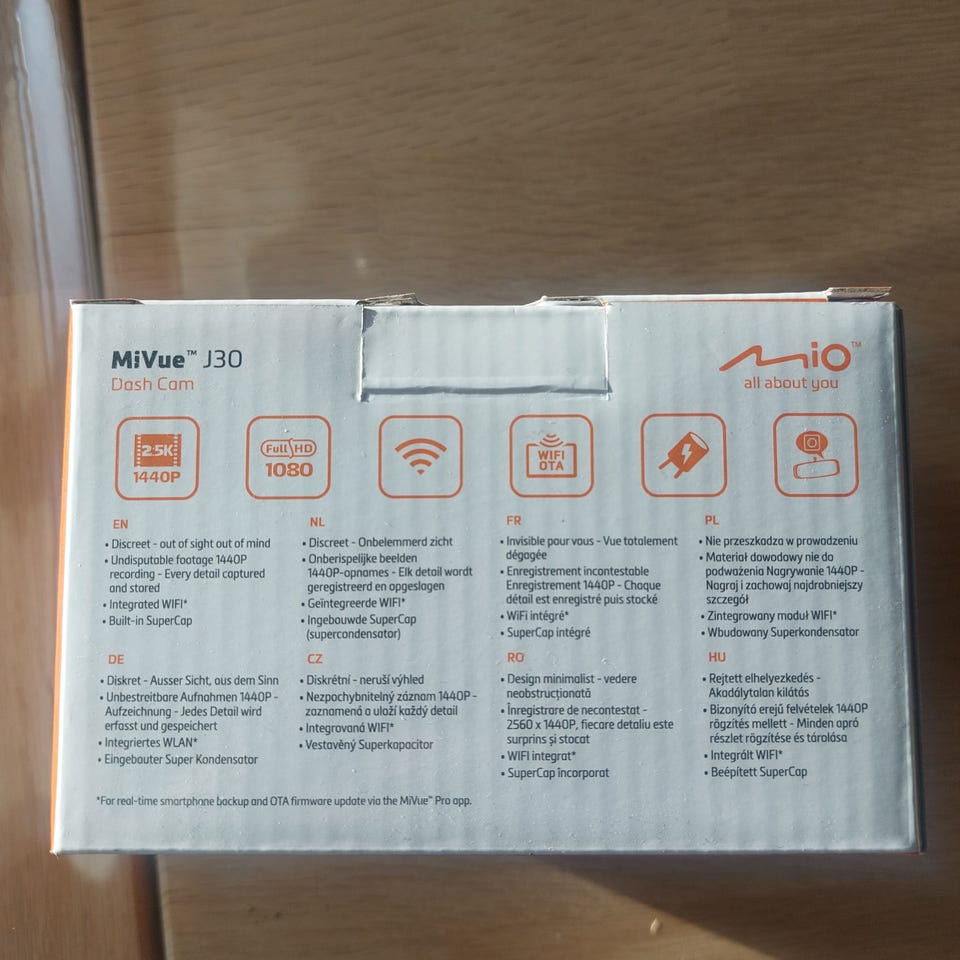 MiVue™ J30
Dash Cam
Mio™
all about you
2.5K
1440P
Full HD
1080
WIFI
OTA
EN
• Discreet - out of sight out of mind
• Undisputable footage 1440P
recording - Every detail captured
and stored
• Integrated WIFI*
• Built-in SuperCap
NL
• Discreet - Onbelemmerd zicht
• Onberispelijke beelden
1440P-opnames - Elk detail wordt
geregistreerd en opgeslagen
• Geïntegreerde WIFI*
• Ingebouwde SuperCap
(supercondensator)
FR
• Invisible pour vous - Vue totalement
dégagée
• Enregistrement incontestable
Enregistrement 1440P - Chaque
détail est enregistré puis stocké
• WiFi intégré*
• SuperCap intégré
PL
• Nie przeszkadza w prowadzeniu
• Materiał dowodowy nie do
podważenia Nagrywanie 1440P -
Nagraj i zachowaj najdrobniejszy
szczegół
• Zintegrowany moduł WIFI*
• Wbudowany Superkondensator
DE
• Diskret - Ausser Sicht, aus dem Sinn
• Unbestreitbare Aufnahmen 1440P -
Aufzeichnung - Jedes Detail wird
erfasst und gespeichert
• Integriertes WLAN*
• Eingebauter Super Kondensator
CZ
• Diskrétní - neruší výhled
• Nezpochybnitelný záznam 1440P -
zaznamená a uloží každý detail
• Integrovaná WIFI*
• Vestavěný Superkapacitor
RO
• Design minimalist - vedere
neobstrucționată
• Înregistrare de necontestat -
2560 x 1440P, fiecare detaliu este
surprins și stocat
• WIFI integrat*
• SuperCap incorporat
HU
• Rejtett elhelyezkedés -
Akadálytalan kilátás
• Bizonyító erejű felvételek 1440P
rögzítés mellett - Minden apró
részlet rögzítése és tárolása
• Integrált WIFI*
• Beépített SuperCap
*For real-time smartphone backup and OTA firmware update via the MiVue™ Pro app.